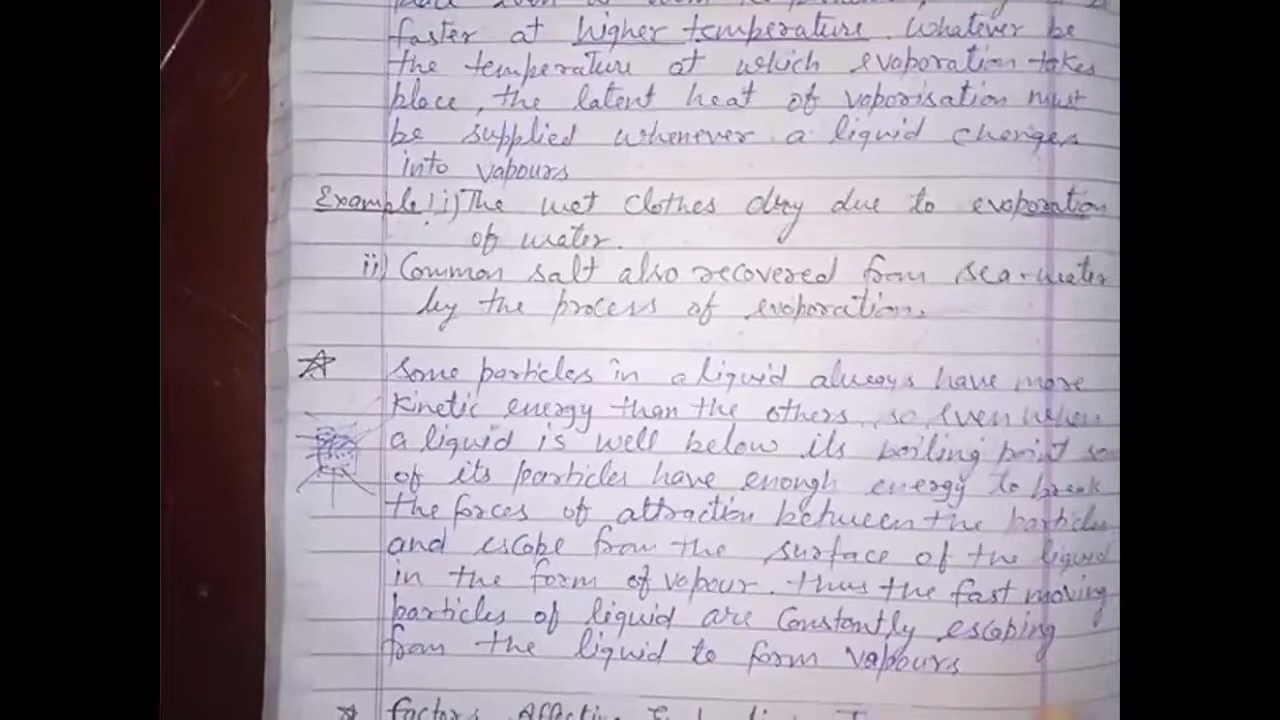 faster at higher temperature. Whatever be
the temperature at which evaporation takes
place, the latent heat of vaporisation must
be supplied whenever a liquid changes
into vapours
Example: i) The wet clothes dry due to evaporation
of water.
ii) Common salt also recovered from sea-water
by the process of evaporation.
Some particles in a liquid always have more
kinetic energy than the others, so, even when
a liquid is well below its boiling point so
of its particles have enough energy to break
the forces of attraction between the particles
and escape from the surface of the liquid
in the form of vapour. Thus the fast moving
particles of liquid are constantly escaping
from the liquid to form vapours
Factors Affecting